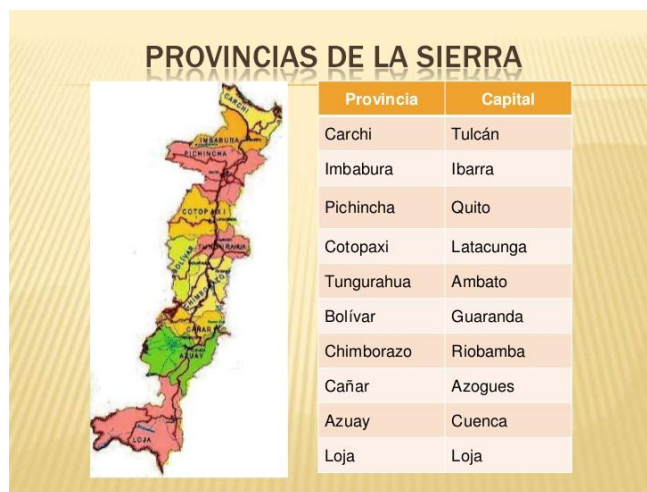 PROVINCIAS DE LA SIERRA
CARCHI
IMBABURA
PICHINCHA
COTOPAXI
TUNGURAHUA
BOLÍVAR
CHIMBORAZO
CAÑAR
AZUAY
LOJA
Provincia Capital
Carchi Tulcán
Imbabura Ibarra
Pichincha Quito
Cotopaxi Latacunga
Tungurahua Ambato
Bolívar Guaranda
Chimborazo Riobamba
Cañar Azogues
Azuay Cuenca
Loja Loja